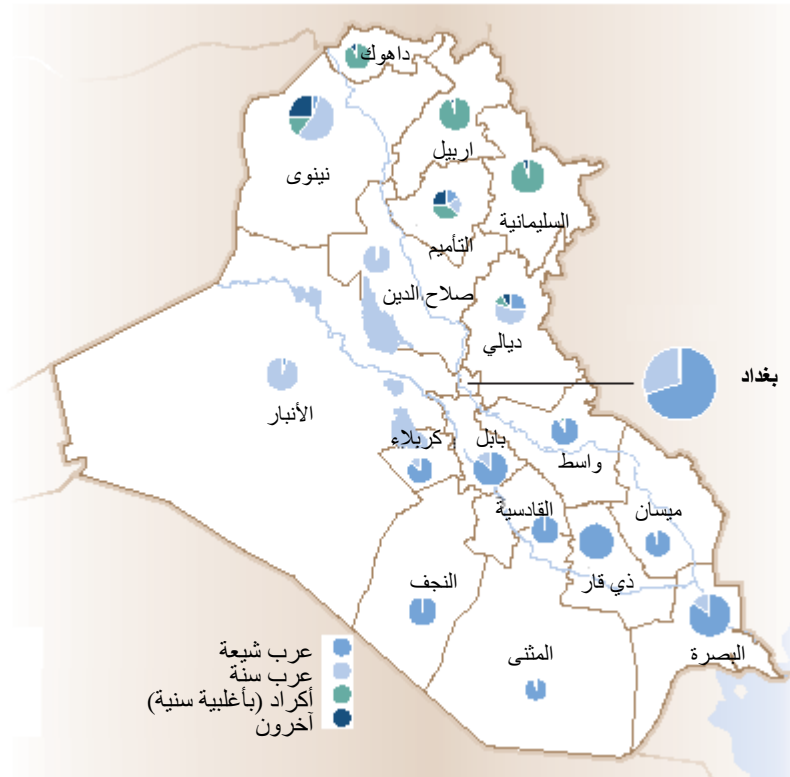 داهوك
اربيل
نينوى
السليمانية
التأميم
صلاح الدين
ديالي
بغداد
الأنبار
كربلاء
بابل
واسط
القادسية
ميسان
النجف
ذي قار
المثنى
البصرة
عرب شيعة
عرب سنة
أكراد (بأغلبية سنية)
آخرون